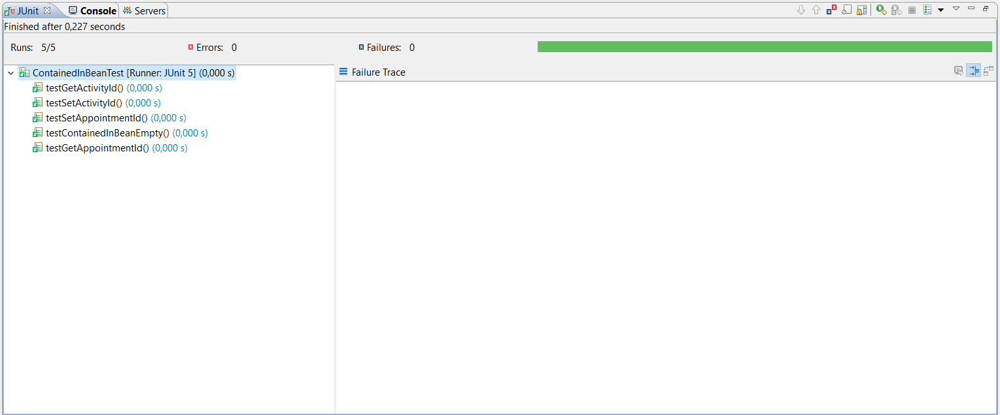 JUnit Console Servers
Finished after 0,227 seconds
Runs: 5/5 Errors: 0 Failures: 0
ContainedInBeanTest [Runner: JUnit 5] (0,000 s)
Failure Trace
testGetActivityId() (0,000 s)
testSetActivityId() (0,000 s)
testSetAppointmentId() (0,000 s)
testContainedInBeanEmpty() (0,000 s)
testGetAppointmentId() (0,000 s)